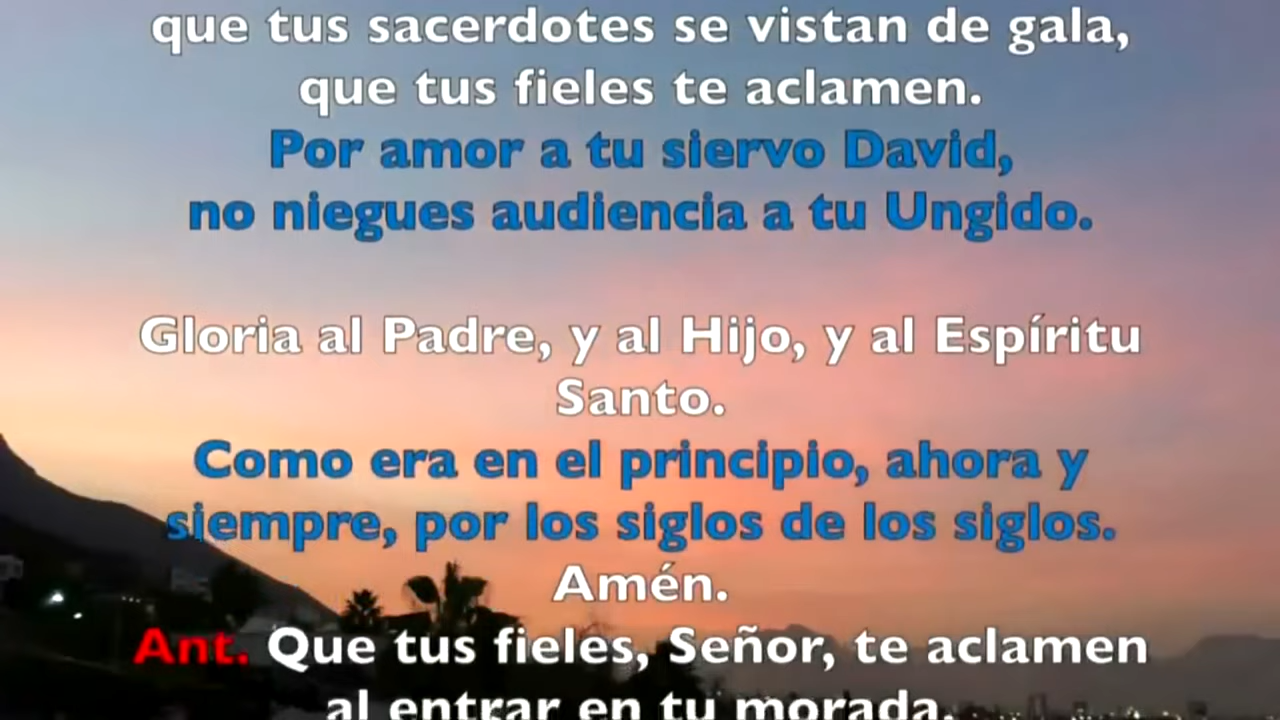 que tus sacerdotes se vistan de gala,
que tus fieles te aclamen.
Por amor a tu siervo David,
no niegues audiencia a tu Ungido.
Gloria al Padre, y al Hijo, y al Espíritu
Santo.
Como era en el principio, ahora y
siempre, por los siglos de los siglos.
Amén.
Ant. Que tus fieles, Señor, te aclamen
al entrar en tu morada.